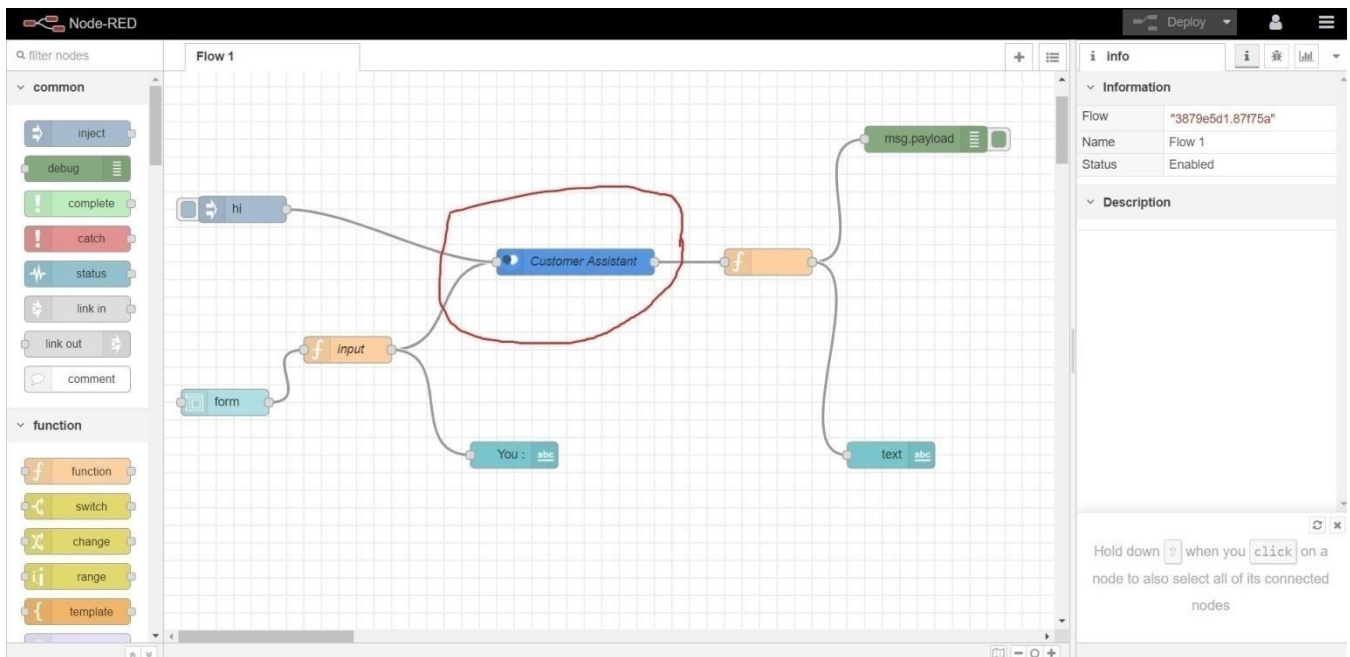 Node-RED
Deploy
filter nodes
Flow 1
i info
i
common
Information
inject
Flow "3879e5d1.87f75a"
msg.payload
debug
Name Flow 1
Status Enabled
complete
Description
hi
catch
Customer Assistant
status
link in
link out
input
comment
form
function
You : abc
text abc
function
switch
change
Hold down ⇧ when you click on a
range
node to also select all of its connected
template
nodes